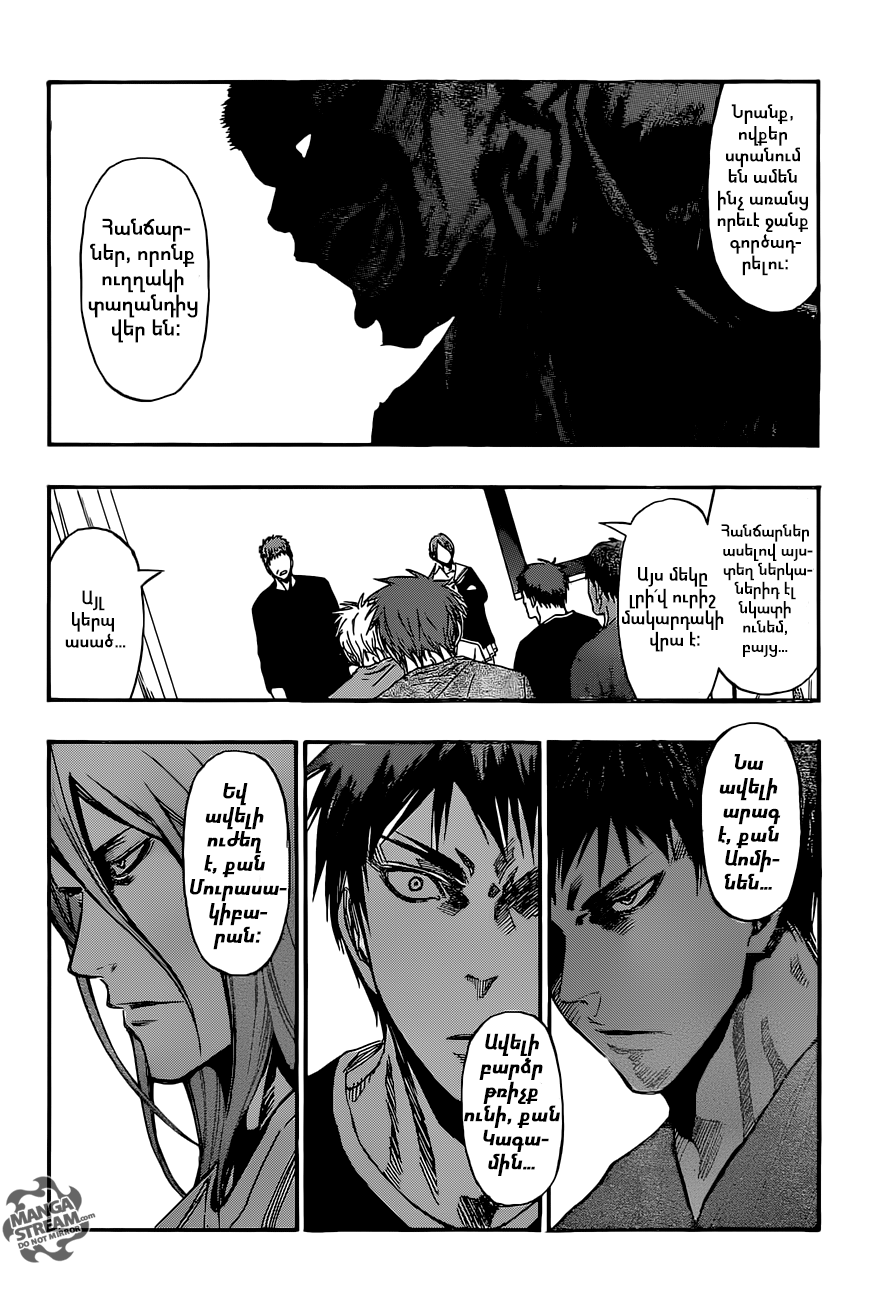 Նրանք,
ովքեր
ստանում
են ամեն
ինչ առանց
որեւէ ջանք
գործադ-
րելու:
Հանճար-
ներ, որոնք
ուղղակի
տաղանդից
վեր են:
Հանճարներ
ասելով այս-
տեղ ներկա-
ներիդ էլ
նկատի
ունեմ,
բայց...
Այս մեկը
լրի՛վ ուրիշ
մակարդակի
վրա է:
Այլ
կերպ
ասած...
Նա
ավելի
արագ
է, քան
Աոմի-
նեն...
Ավելի
բարձր
թռիչք
ունի, քան
Կագա-
մին...
Եվ
ավելի
ուժեղ
է, քան
Մուրասա-
կիբա-
րան:
MANGA
STREAM.com
DO NOT MIRROR!